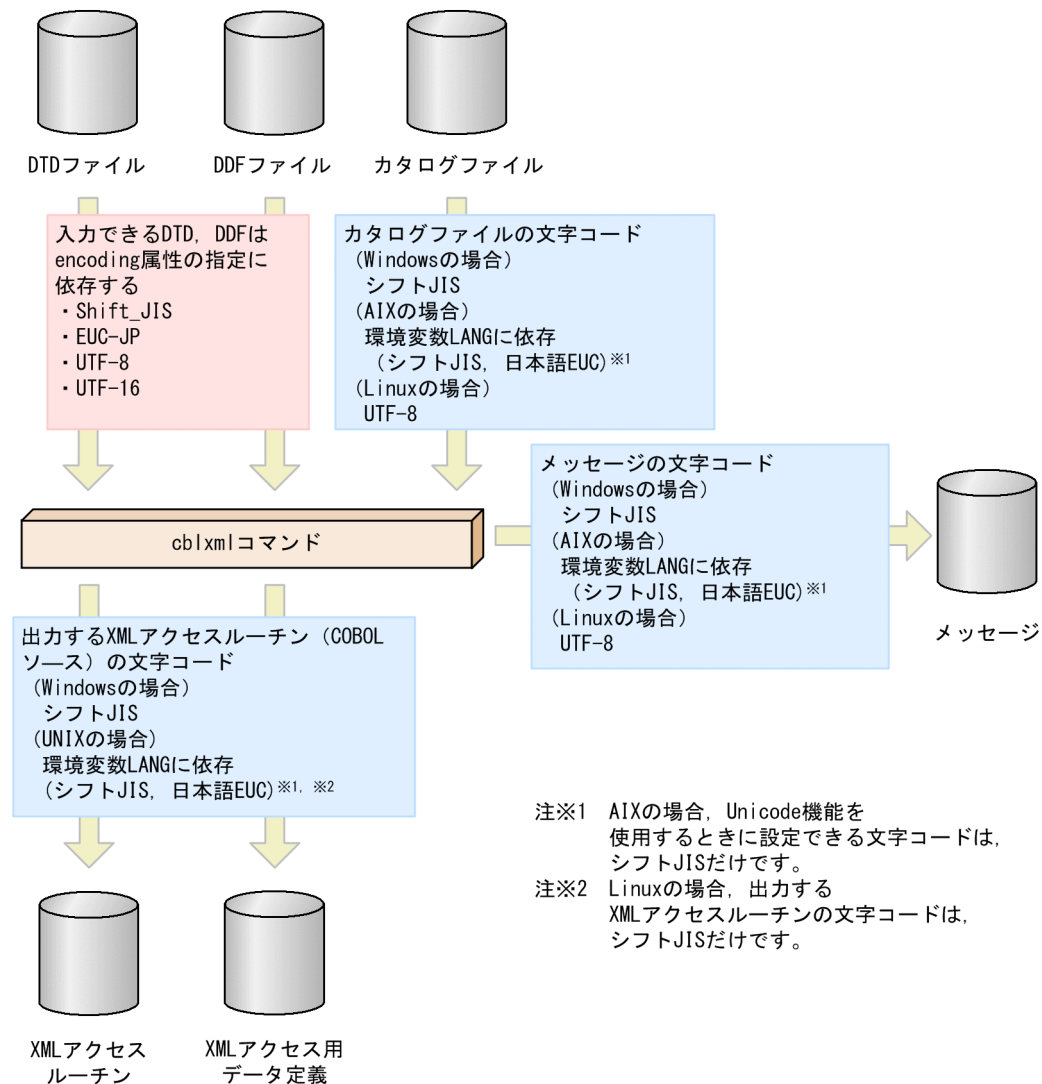 DTDファイル
DDFファイル
カタログファイル
入力できるDTD，DDFは
encoding属性の指定に
依存する
・Shift_JIS
・EUC-JP
・UTF-8
・UTF-16
カタログファイルの文字コード
（Windowsの場合）
シフトJIS
（AIXの場合）
環境変数LANGに依存
（シフトJIS，日本語EUC）※1
（Linuxの場合）
UTF-8
cblxmlコマンド
メッセージの文字コード
（Windowsの場合）
シフトJIS
（AIXの場合）
環境変数LANGに依存
（シフトJIS，日本語EUC）※1
（Linuxの場合）
UTF-8
メッセージ
出力するXMLアクセスルーチン（COBOL
ソ―ス）の文字コード
（Windowsの場合）
シフトJIS
（UNIXの場合）
環境変数LANGに依存
（シフトJIS，日本語EUC）※1，※2
注※1 AIXの場合，Unicode機能を
使用するときに設定できる文字コードは，
シフトJISだけです。
注※2 Linuxの場合，出力する
XMLアクセスルーチンの文字コードは，
シフトJISだけです。
XMLアクセス
ルーチン
XMLアクセス用
データ定義